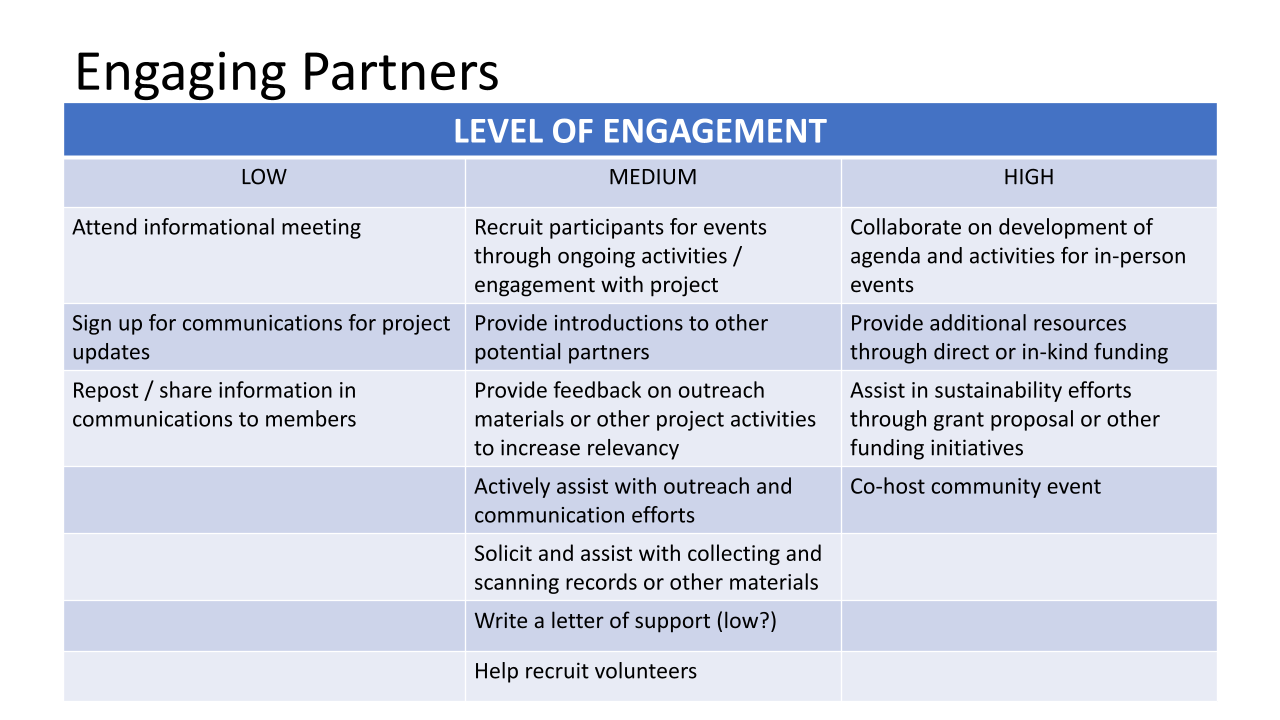 Engaging Partners
LEVEL OF ENGAGEMENT
LOW
MEDIUM
HIGH
Attend informational meeting
Recruit participants for events
through ongoing activities /
engagement with project
Collaborate on development of
agenda and activities for in-person
events
Sign up for communications for project
updates
Provide introductions to other
potential partners
Provide additional resources
through direct or in-kind funding
Repost / share information in
communications to members
Provide feedback on outreach
materials or other project activities
to increase relevancy
Assist in sustainability efforts
through grant proposal or other
funding initiatives
Actively assist with outreach and
communication efforts
Co-host community event
Solicit and assist with collecting and
scanning records or other materials
Write a letter of support (low?)
Help recruit volunteers